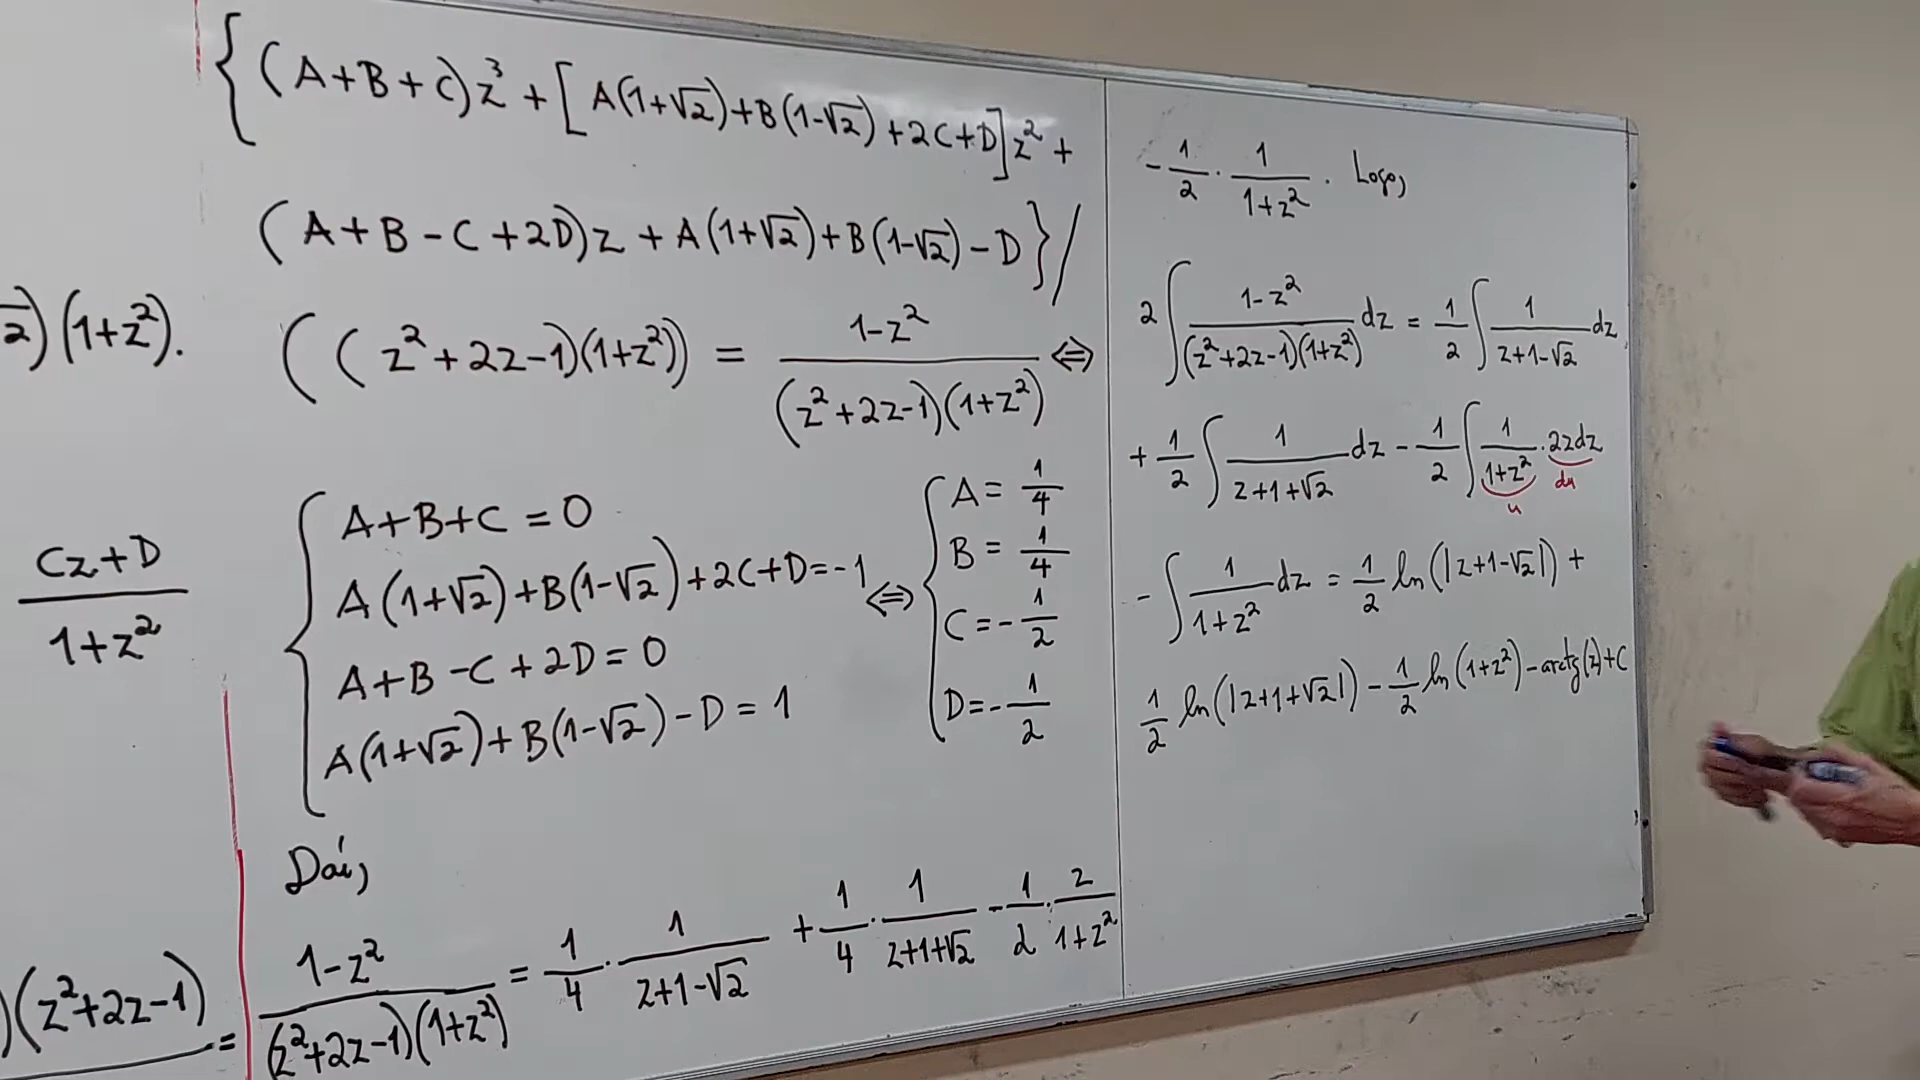 {(A+B+C)z³ + [A(1+√2)+B(1-√2)+2C+D]z² +
(A+B-C+2D)z + A(1+√2)+B(1-√2)-D}/
((z²+2z-1)(1+z²)) = (1-z²)/((z²+2z-1)(1+z²)) ⇔
2)(1+z²).
(Cz+D)/(1+z²)
A+B+C=0
A(1+√2)+B(1-√2)+2C+D=-1
A+B-C+2D=0
A(1+√2)+B(1-√2)-D=1
⇔
A=1/4
B=1/4
C=-1/2
D=-1/2
Daí,
)(z²+2z-1) =
(1-z²)/((z²+2z-1)(1+z²)) = 1/4·1/(z+1-√2) + 1/4·1/(z+1+√2) - 1/2·z/(1+z²)
-1/2·1/(1+z²). Logo,
2∫(1-z²)/((z²+2z-1)(1+z²))dz = 1/2∫1/(z+1-√2)dz
+1/2∫1/(z+1+√2)dz - 1/2∫1/(1+z²)·2zdz
u
du
-∫1/(1+z²)dz = 1/2 ln(|z+1-√2|)+
1/2 ln(|z+1+√2|) - 1/2 ln(1+z²) - arctg(z)+C